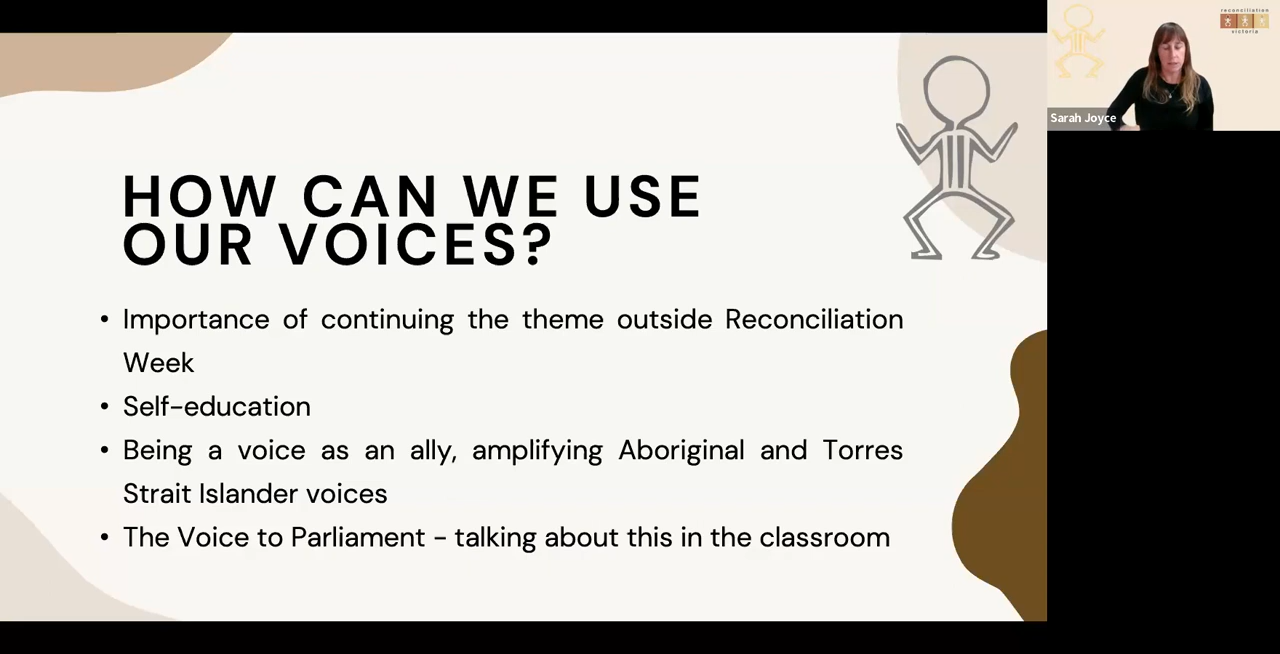 reconciliation
victoria
Sarah Joyce
HOW CAN WE USE
OUR VOICES?
• Importance of continuing the theme outside Reconciliation
Week
• Self-education
• Being a voice as an ally, amplifying Aboriginal and Torres
Strait Islander voices
• The Voice to Parliament - talking about this in the classroom